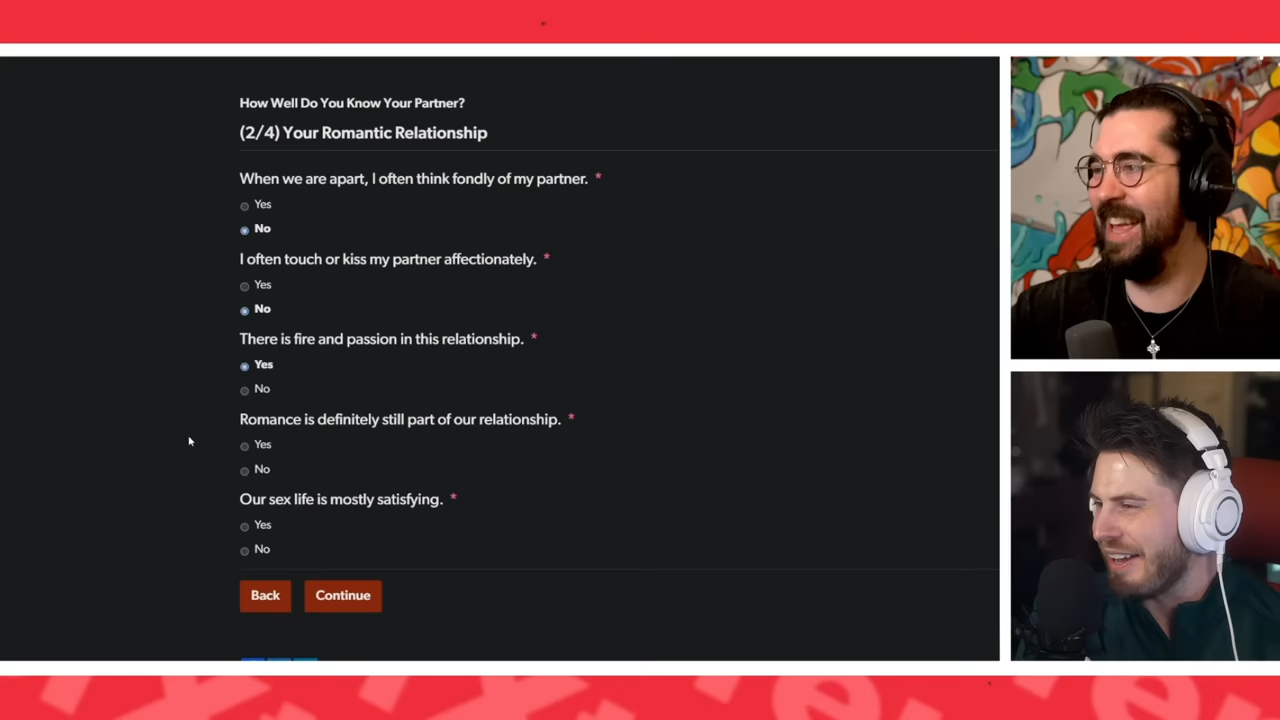 How Well Do You Know Your Partner?
(2/4) Your Romantic Relationship
When we are apart, I often think fondly of my partner. *
Yes
No
I often touch or kiss my partner affectionately. *
Yes
No
There is fire and passion in this relationship. *
Yes
No
Romance is definitely still part of our relationship. *
Yes
No
Our sex life is mostly satisfying. *
Yes
No
Back Continue